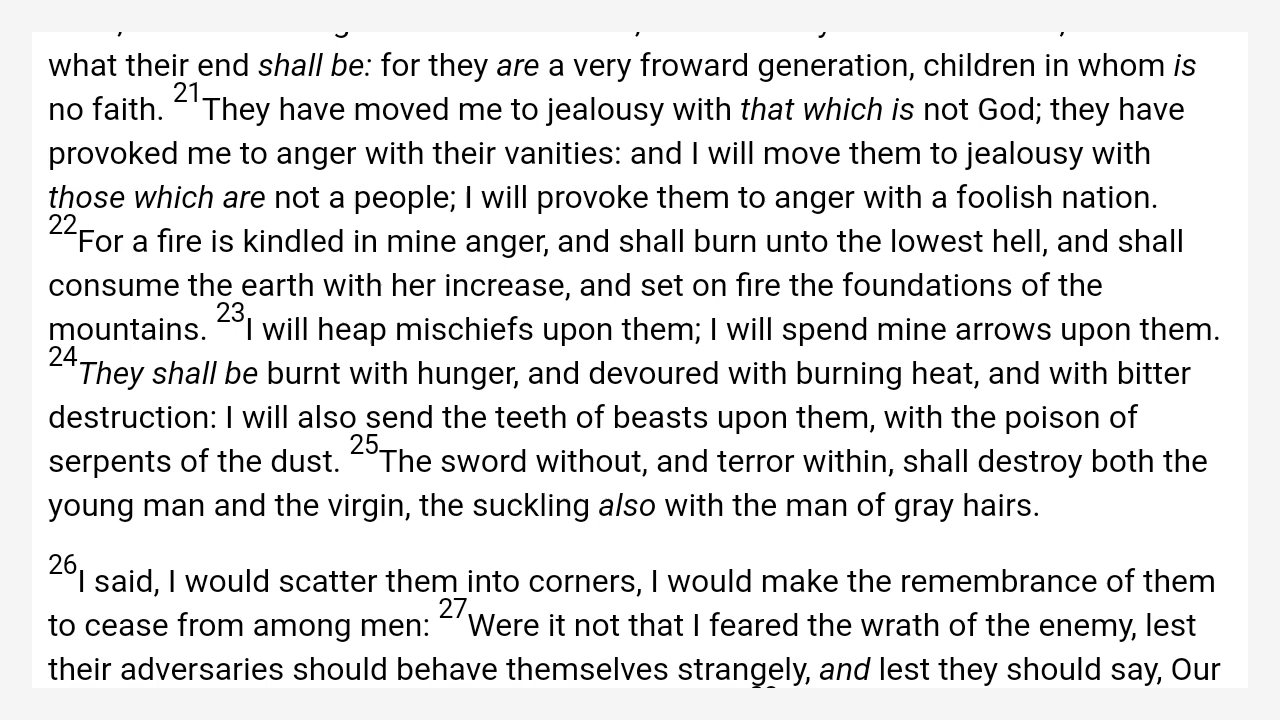 what their end shall be: for they are a very froward generation, children in whom is
no faith. 21They have moved me to jealousy with that which is not God; they have
provoked me to anger with their vanities: and I will move them to jealousy with
those which are not a people; I will provoke them to anger with a foolish nation.
22For a fire is kindled in mine anger, and shall burn unto the lowest hell, and shall
consume the earth with her increase, and set on fire the foundations of the
mountains. 23I will heap mischiefs upon them; I will spend mine arrows upon them.
24They shall be burnt with hunger, and devoured with burning heat, and with bitter
destruction: I will also send the teeth of beasts upon them, with the poison of
serpents of the dust. 25The sword without, and terror within, shall destroy both the
young man and the virgin, the suckling also with the man of gray hairs.
26I said, I would scatter them into corners, I would make the remembrance of them
to cease from among men: 27Were it not that I feared the wrath of the enemy, lest
their adversaries should behave themselves strangely, and lest they should say, Our